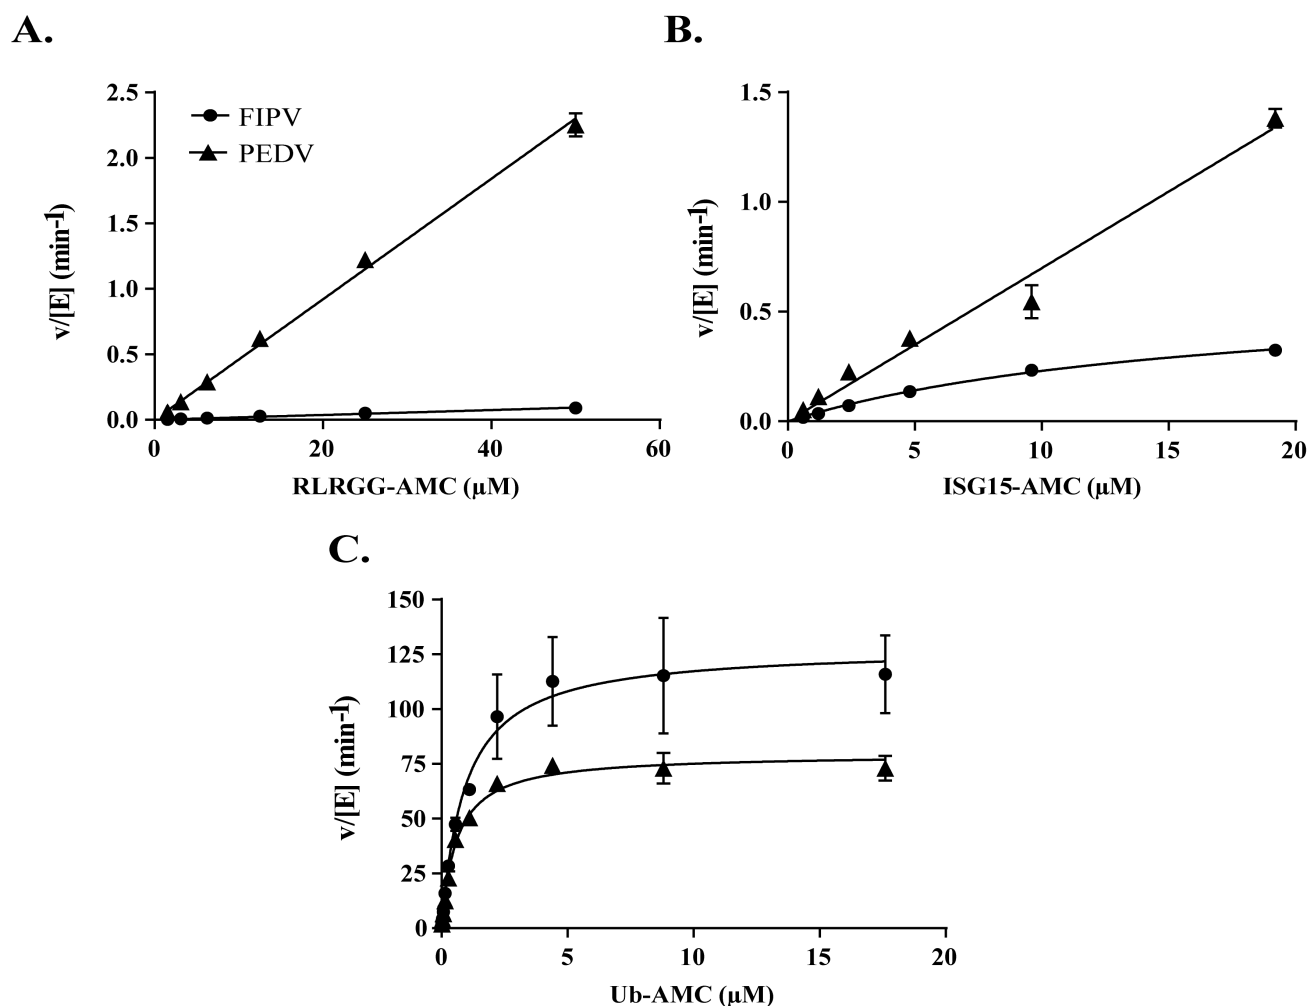 A.
v/[E] (min-1)
2.5
2.0
1.5
1.0
0.5
0.0
FIPV
PEDV
0 20 40 60
RLRGG-AMC (µM)
B.
v/[E] (min-1)
1.5
1.0
0.5
0.0
0 5 10 15 20
ISG15-AMC (µM)
C.
v/[E] (min-1)
150
125
100
75
50
25
0
0 5 10 15 20
Ub-AMC (µM)